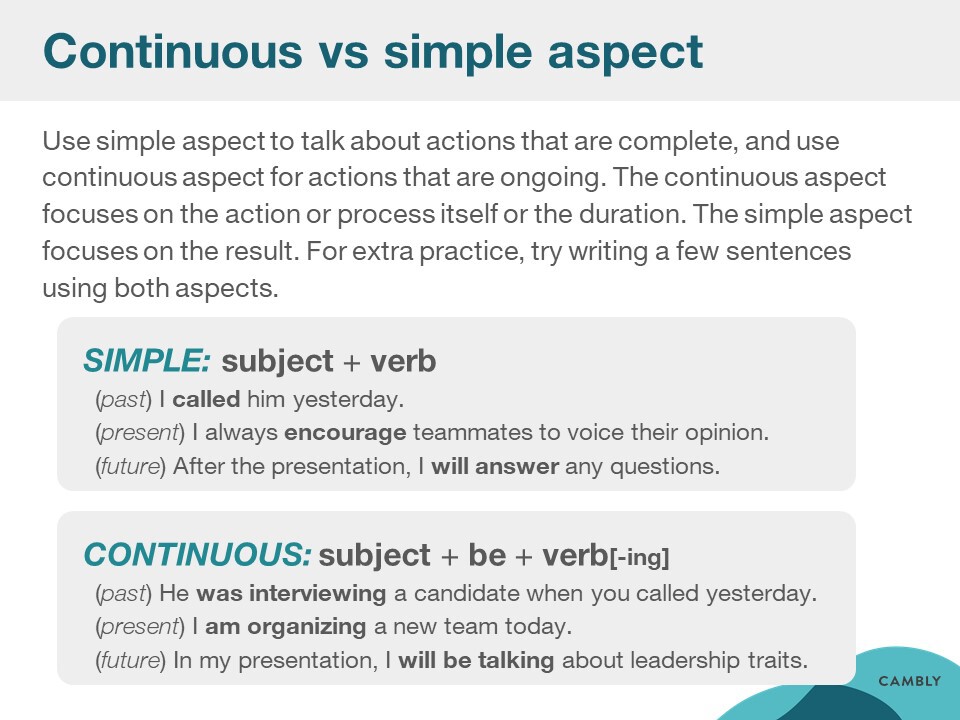 Continuous vs simple aspect
Use simple aspect to talk about actions that are complete, and use
continuous aspect for actions that are ongoing. The continuous aspect
focuses on the action or process itself or the duration. The simple aspect
focuses on the result. For extra practice, try writing a few sentences
using both aspects.
SIMPLE: subject + verb
(past) I called him yesterday.
(present) I always encourage teammates to voice their opinion.
(future) After the presentation, I will answer any questions.
CONTINUOUS: subject + be + verb[-ing]
(past) He was interviewing a candidate when you called yesterday.
(present) I am organizing a new team today.
(future) In my presentation, I will be talking about leadership traits.
CAMBLY